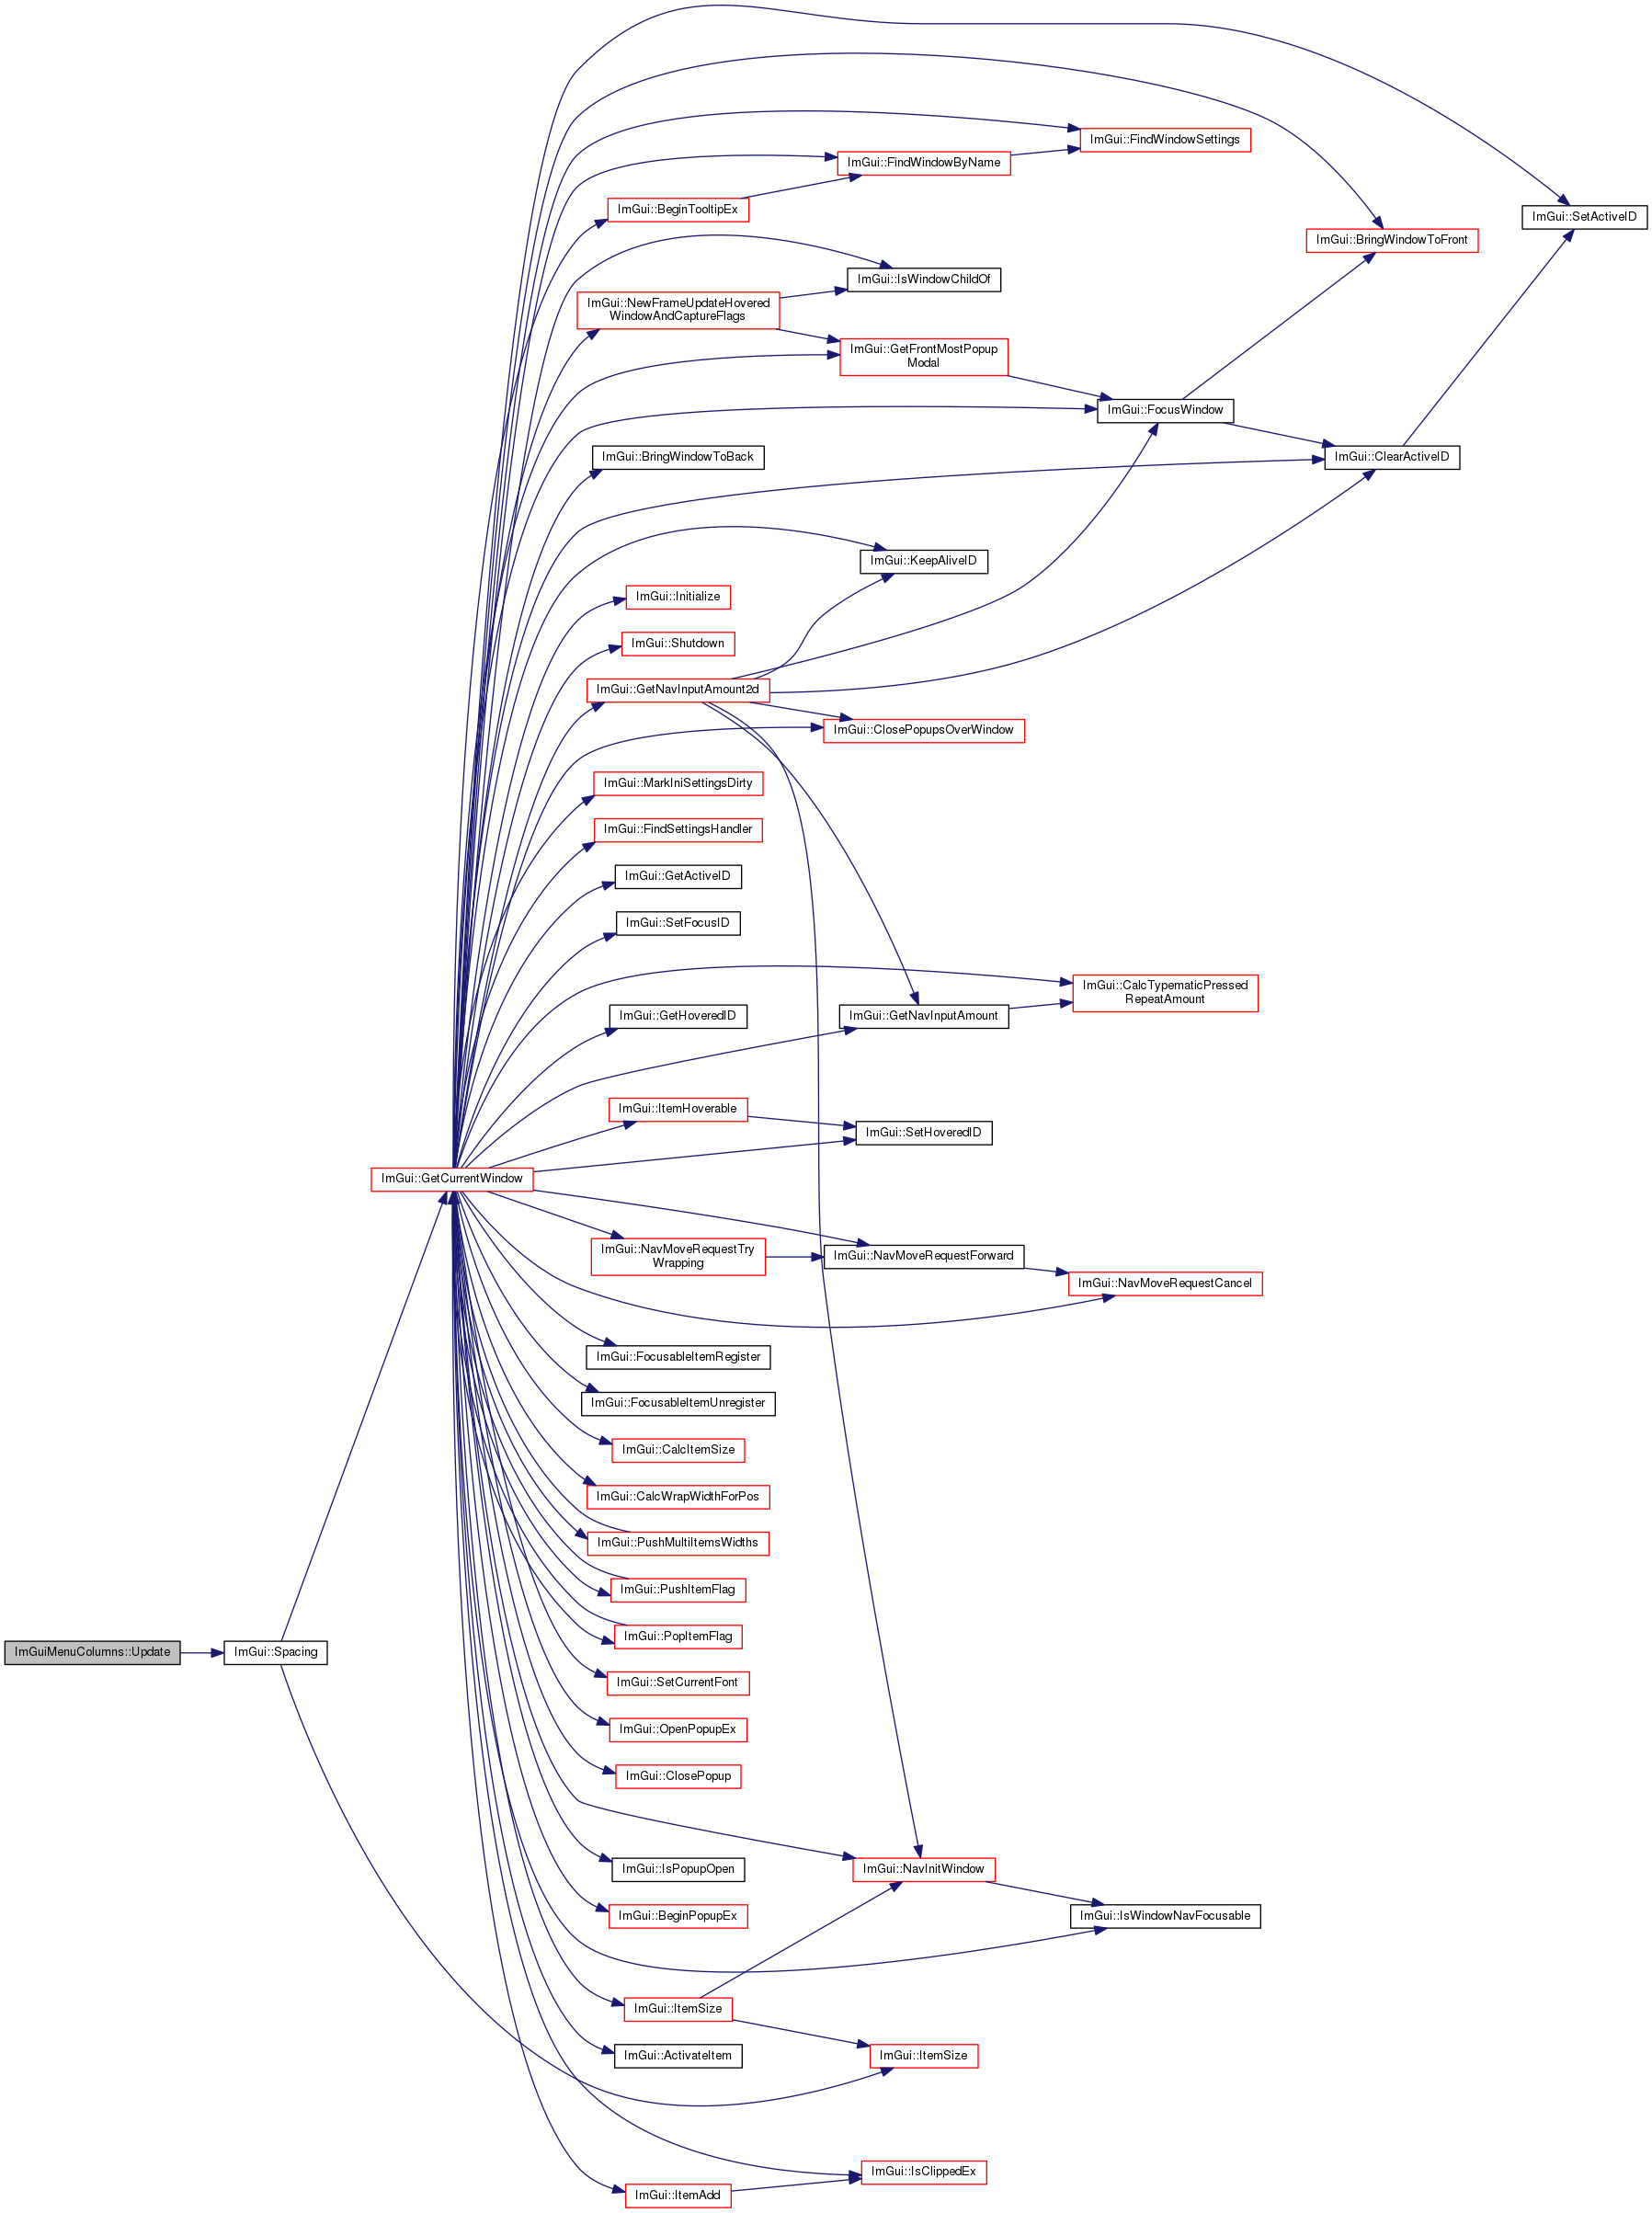 ImGui::SetActiveID
ImGui::FindWindowSettings
ImGui::FindWindowByName
ImGui::BeginTooltipEx
ImGui::BringWindowToFront
ImGui::IsWindowChildOf
ImGui::NewFrameUpdateHovered
WindowAndCaptureFlags
ImGui::GetFrontMostPopup
Modal
ImGui::FocusWindow
ImGui::BringWindowToBack
ImGui::ClearActiveID
ImGui::KeepAliveID
ImGui::Initialize
ImGui::Shutdown
ImGui::GetNavInputAmount2d
ImGui::ClosePopupsOverWindow
ImGui::MarkIniSettingsDirty
ImGui::FindSettingsHandler
ImGui::GetActiveID
ImGui::SetFocusID
ImGui::CalcTypematicPressed
RepeatAmount
ImGui::GetHoveredID
ImGui::GetNavInputAmount
ImGui::ItemHoverable
ImGui::SetHoveredID
ImGui::GetCurrentWindow
ImGui::NavMoveRequestTry
Wrapping
ImGui::NavMoveRequestForward
ImGui::NavMoveRequestCancel
ImGui::FocusableItemRegister
ImGui::FocusableItemUnregister
ImGui::CalcItemSize
ImGui::CalcWrapWidthForPos
ImGui::PushMultiItemsWidths
ImGui::PushItemFlag
ImGui::PopItemFlag
ImGuiMenuColumns::Update
ImGui::Spacing
ImGui::SetCurrentFont
ImGui::OpenPopupEx
ImGui::ClosePopup
ImGui::IsPopupOpen
ImGui::NavInitWindow
ImGui::BeginPopupEx
ImGui::IsWindowNavFocusable
ImGui::ItemSize
ImGui::ActivateItem
ImGui::ItemSize
ImGui::IsClippedEx
ImGui::ItemAdd